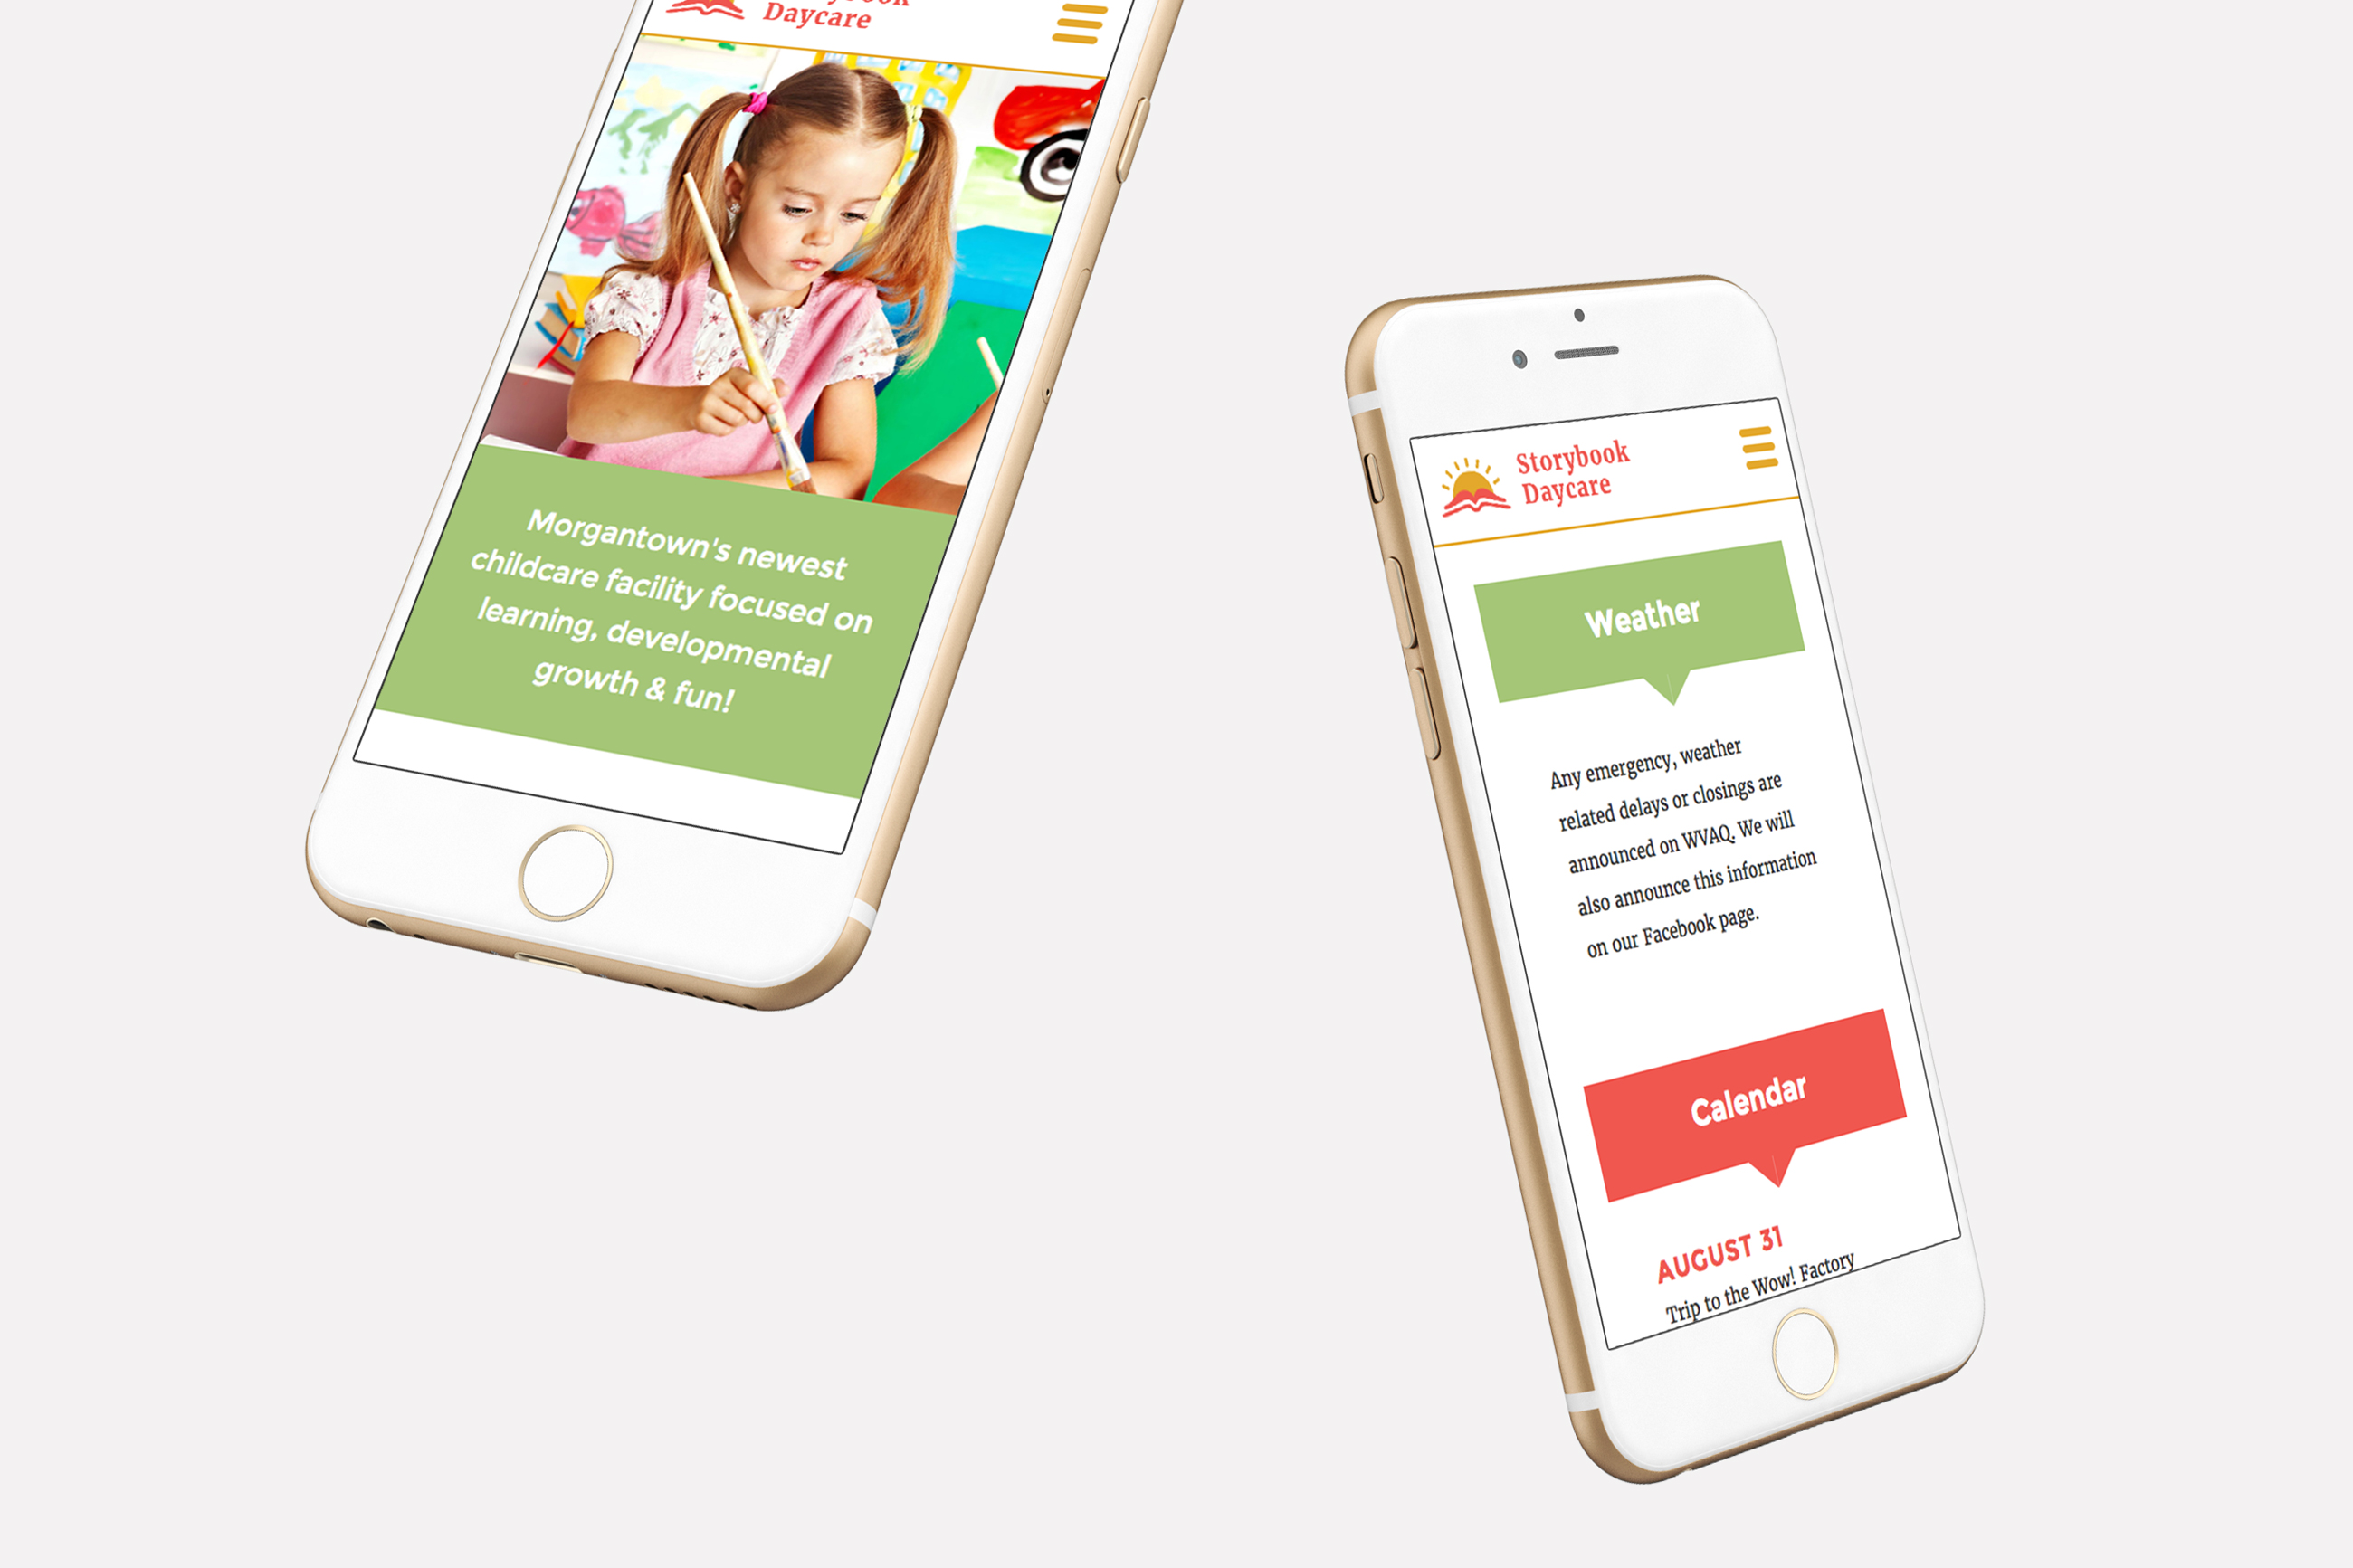 Daycare
Morgantown's newest
childcare facility focused on
learning, developmental
growth & fun!
Storybook
Daycare
Weather
Any emergency, weather
related delays or closings are
announced on WVAQ. We will
also announce this information
on our Facebook page.
Calendar
AUGUST 31
Trip to the Wow! Factory